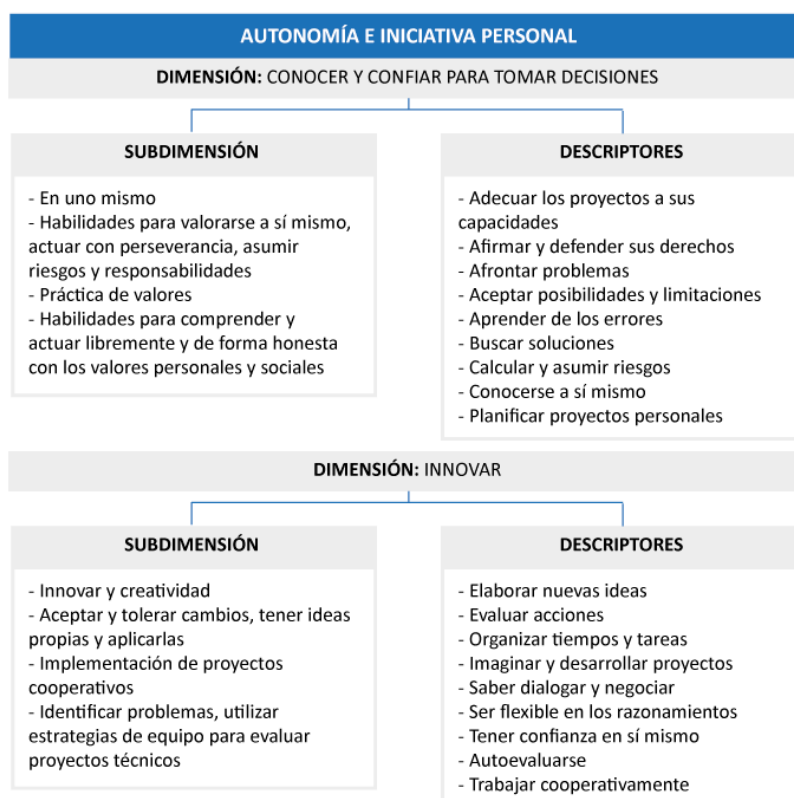 AUTONOMÍA E INICIATIVA PERSONAL
DIMENSIÓN: CONOCER Y CONFIAR PARA TOMAR DECISIONES
SUBDIMENSIÓN
- En uno mismo
- Habilidades para valorarse a sí mismo,
actuar con perseverancia, asumir
riesgos y responsabilidades
- Práctica de valores
- Habilidades para comprender y
actuar libremente y de forma honesta
con los valores personales y sociales
DESCRIPTORES
- Adecuar los proyectos a sus
capacidades
- Afirmar y defender sus derechos
- Afrontar problemas
- Aceptar posibilidades y limitaciones
- Aprender de los errores
- Buscar soluciones
- Calcular y asumir riesgos
- Conocerse a sí mismo
- Planificar proyectos personales
DIMENSIÓN: INNOVAR
SUBDIMENSIÓN
- Innovar y creatividad
- Aceptar y tolerar cambios, tener ideas
propias y aplicarlas
- Implementación de proyectos
cooperativos
- Identificar problemas, utilizar
estrategias de equipo para evaluar
proyectos técnicos
DESCRIPTORES
- Elaborar nuevas ideas
- Evaluar acciones
- Organizar tiempos y tareas
- Imaginar y desarrollar proyectos
- Saber dialogar y negociar
- Ser flexible en los razonamientos
- Tener confianza en sí mismo
- Autoevaluarse
- Trabajar cooperativamente